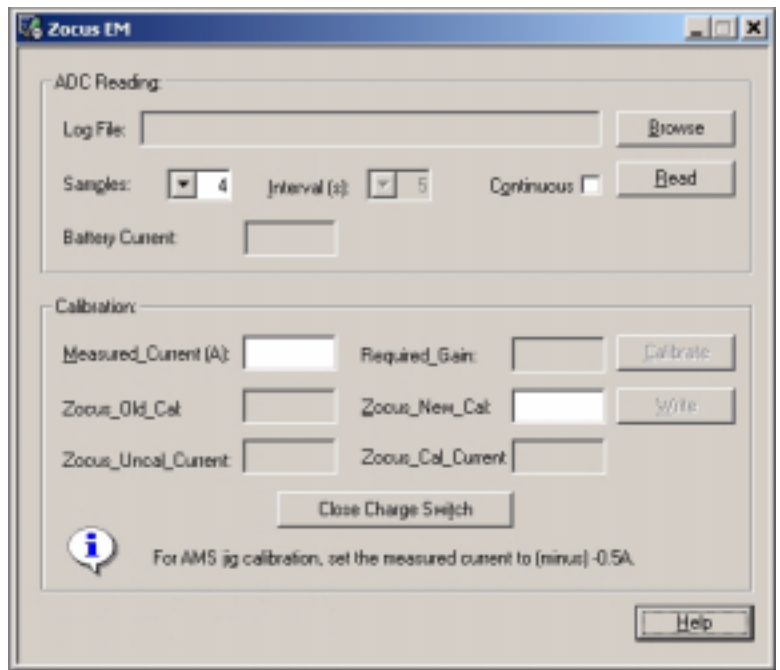 Zocus EM
ADC Reading:
Log File:
Browse
Samples: 4 Interval (s): 5 Continuous Read
Battery Current:
Calibration:
Measured_Current (A): Required_Gain: Calibrate
Zocus_Old_Cal: Zocus_New_Cal: Write
Zocus_Uncal_Current: Zocus_Cal_Current
Close Charge Switch
For AMS jig calibration, set the measured current to (minus) -0.5A.
Help